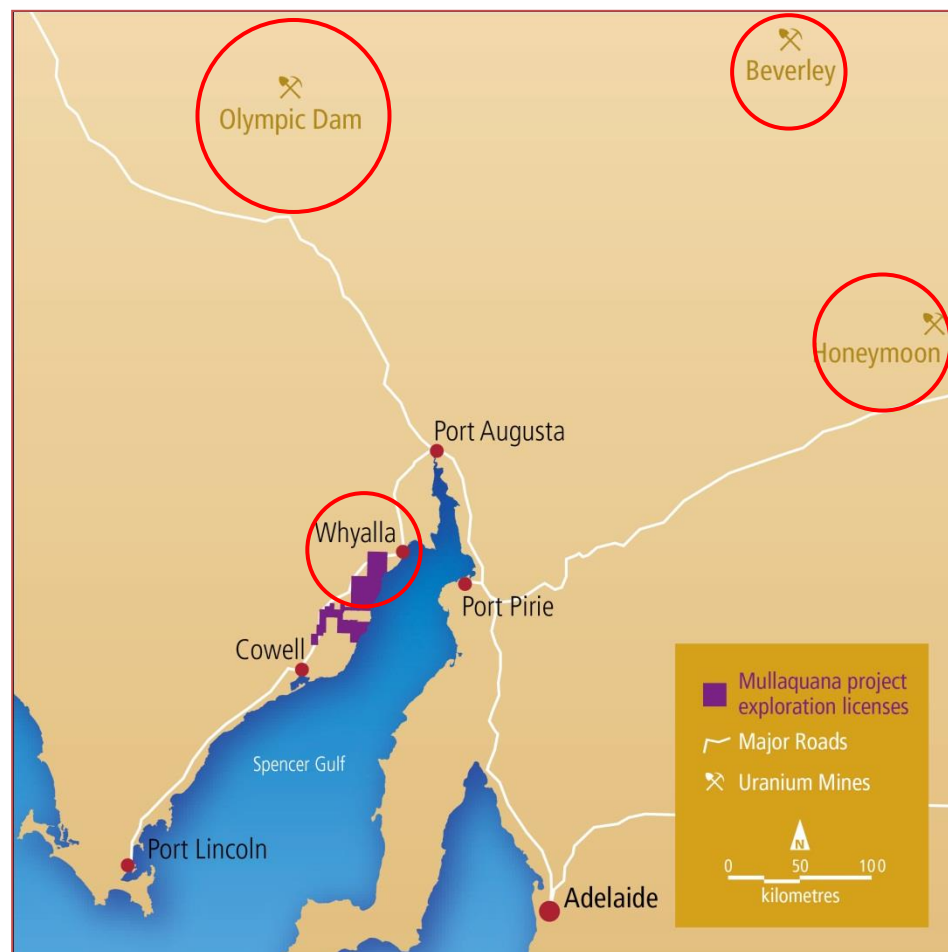 Beverley
Olympic Dam
Honeymoon
Port Augusta
Whyalla
Port Pirie
Cowell
Spencer Gulf
Port Lincoln
Adelaide
Mullaquana project
exploration licenses
Major Roads
Uranium Mines
N
0 50 100
kilometres